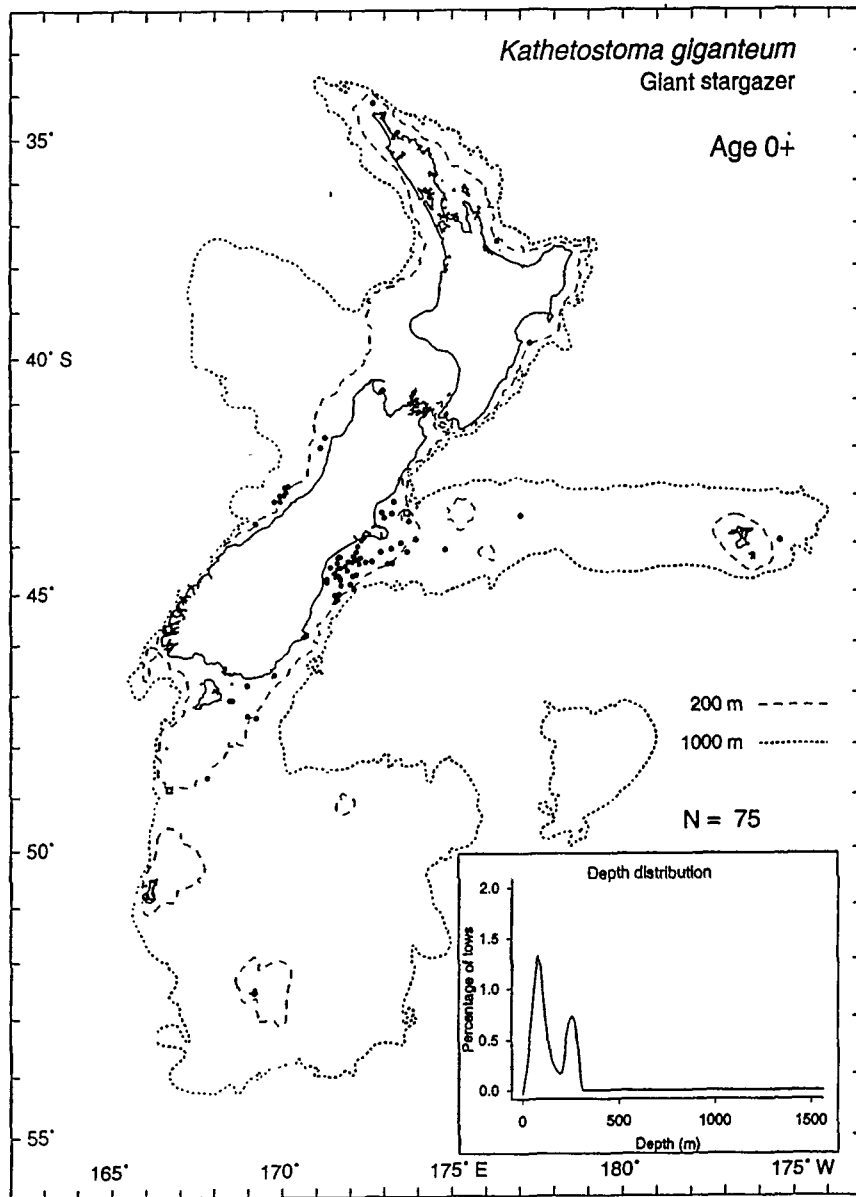 Kathetostoma giganteum
Giant stargazer
Age 0+
35°
40° S
45°
50°
55°
200 m
1000 m
N = 75
Depth distribution
Percentage of tows
2.0
1.5
1.0
0.5
0.0
0 500 1000 1500
Depth (m)
165° 170° 175° E 180° 175° W